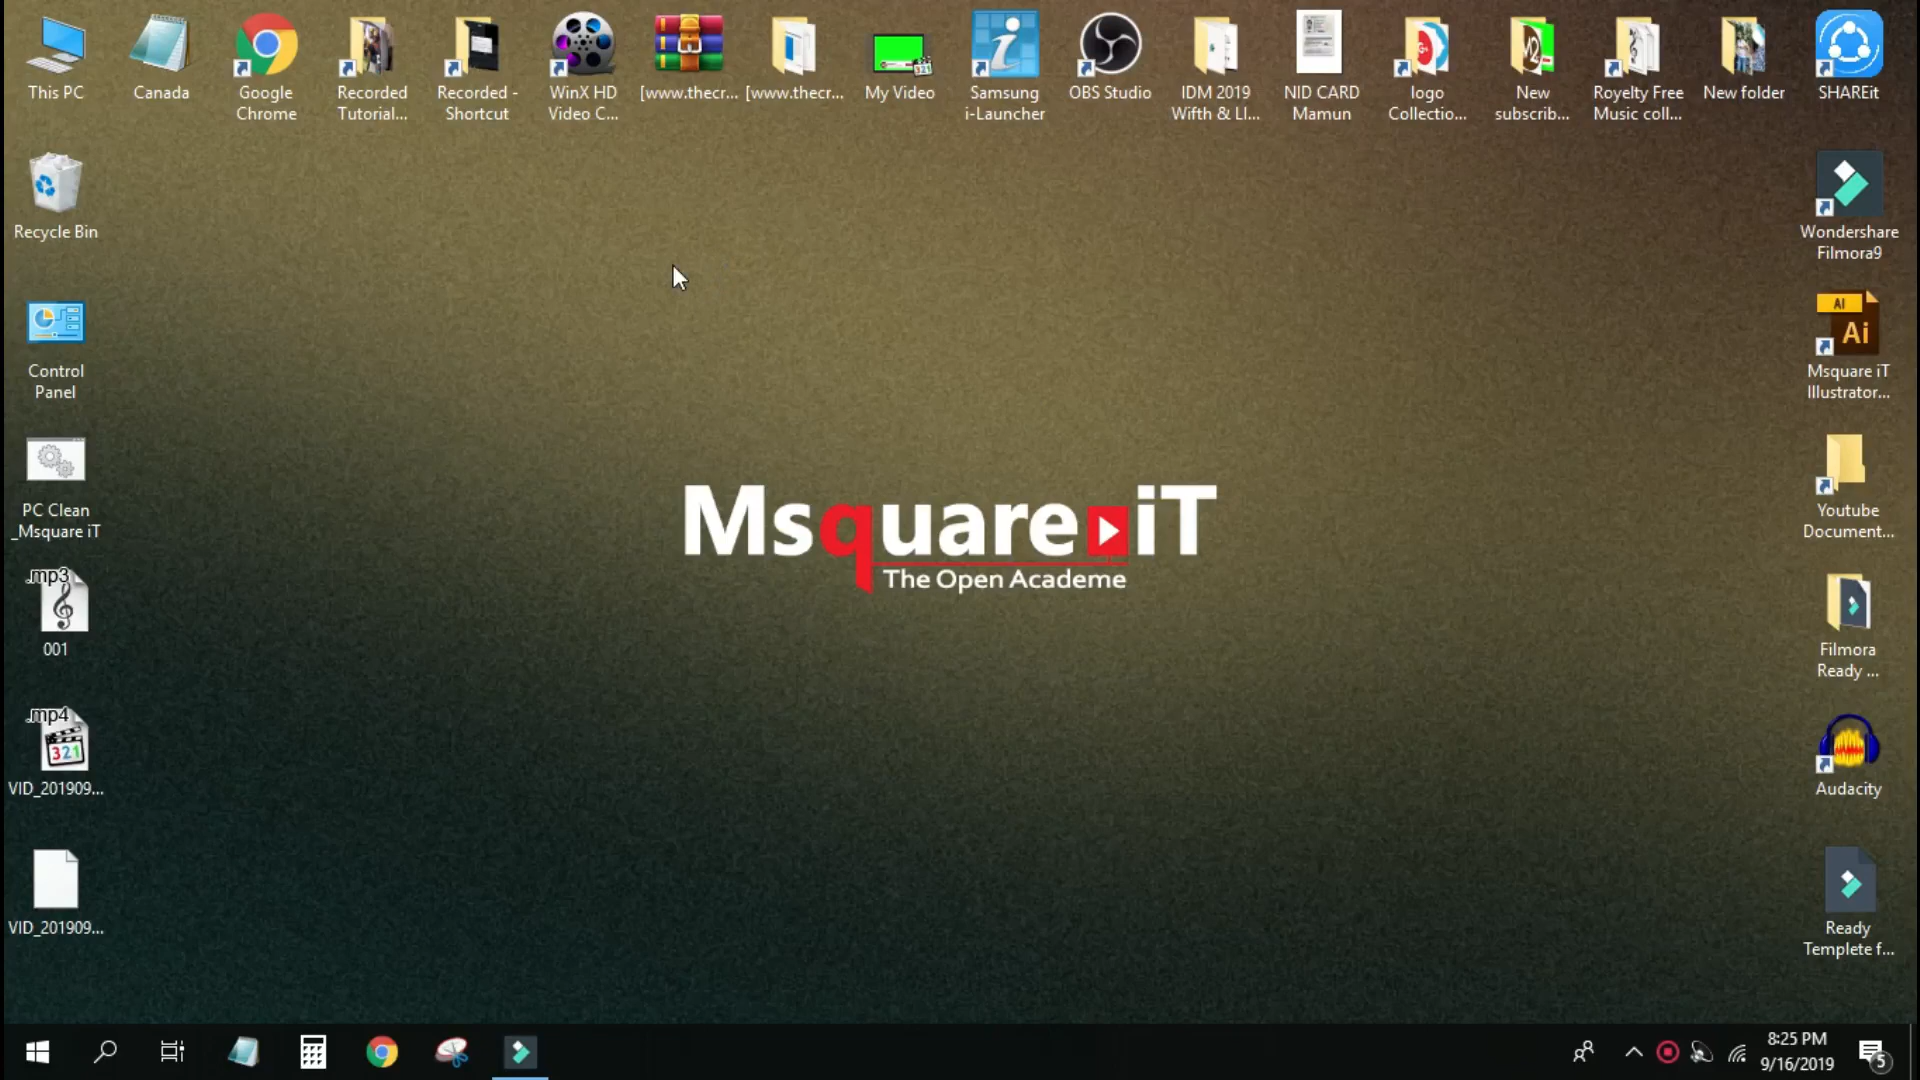 This PC
Canada
Google
Chrome
Recorded
Tutorial...
Recorded -
Shortcut
WinX HD
Video C...
[www.thecr...
[www.thecr...
My Video
Samsung
i-Launcher
OBS Studio
IDM 2019
Wifth & LI...
NID CARD
Mamun
logo
Collectio...
New
subscrib...
Royelty Free
Music coll...
New folder
SHAREit
Recycle Bin
Wondershare
Filmora9
Control
Panel
AI
Ai
Msquare iT
Illustrator...
PC Clean
_Msquare iT
Youtube
Document...
Msquare iT
The Open Academe
.mp3
001
Filmora
Ready ...
.mp4
321
VID_201909...
Audacity
VID_201909...
Ready
Templete f...
8:25 PM
9/16/2019
5